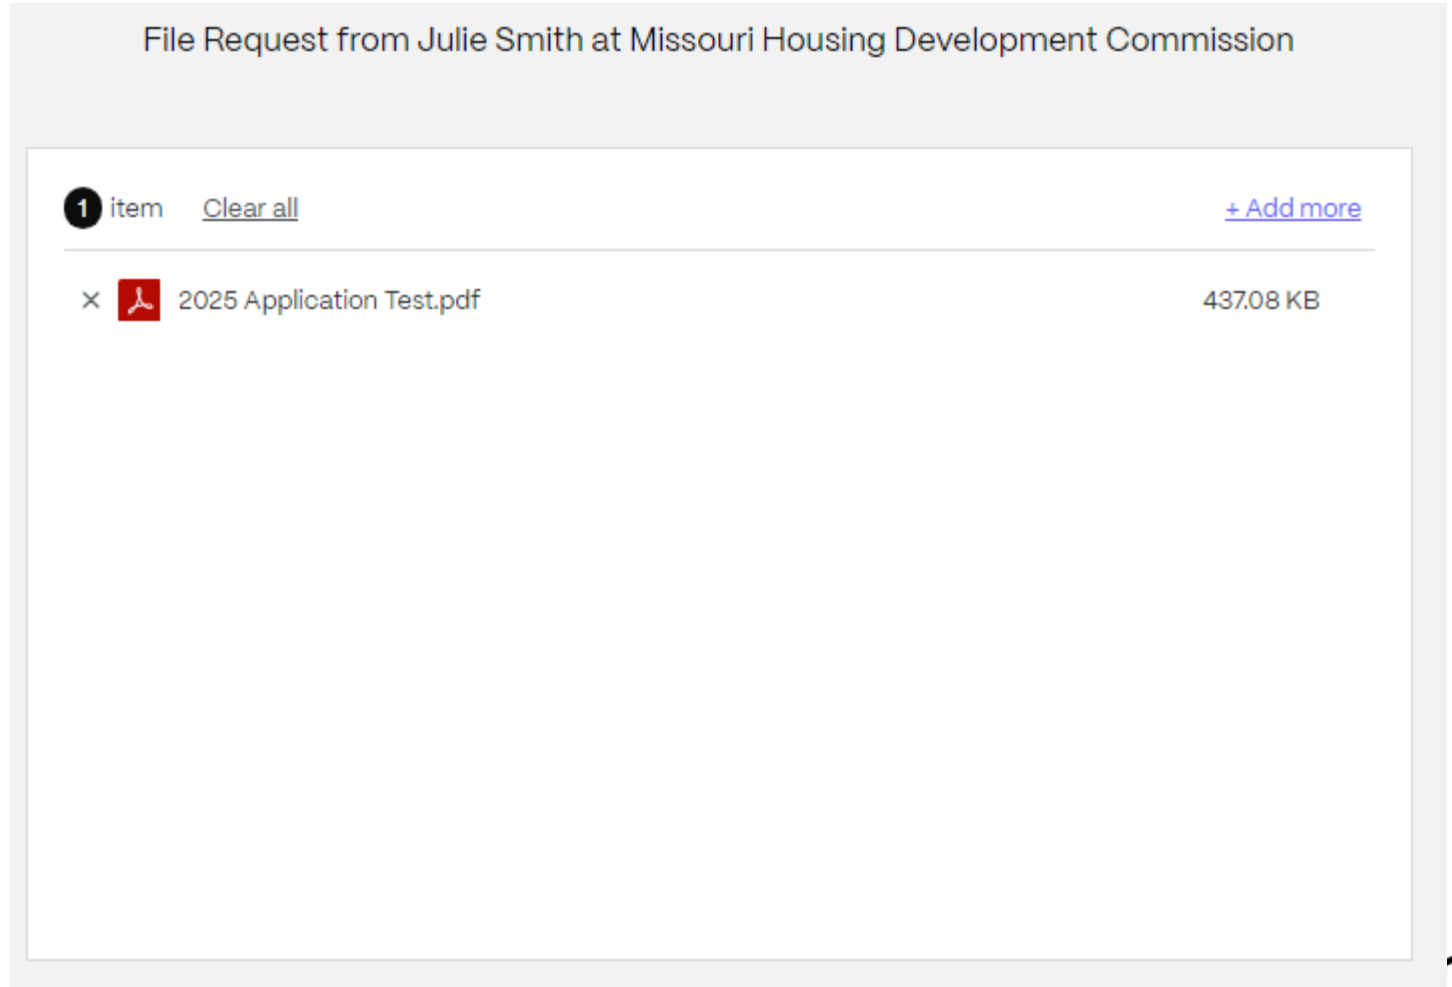 File Request from Julie Smith at Missouri Housing Development Commission
1 item Clear all + Add more
2025 Application Test.pdf 437.08 KB